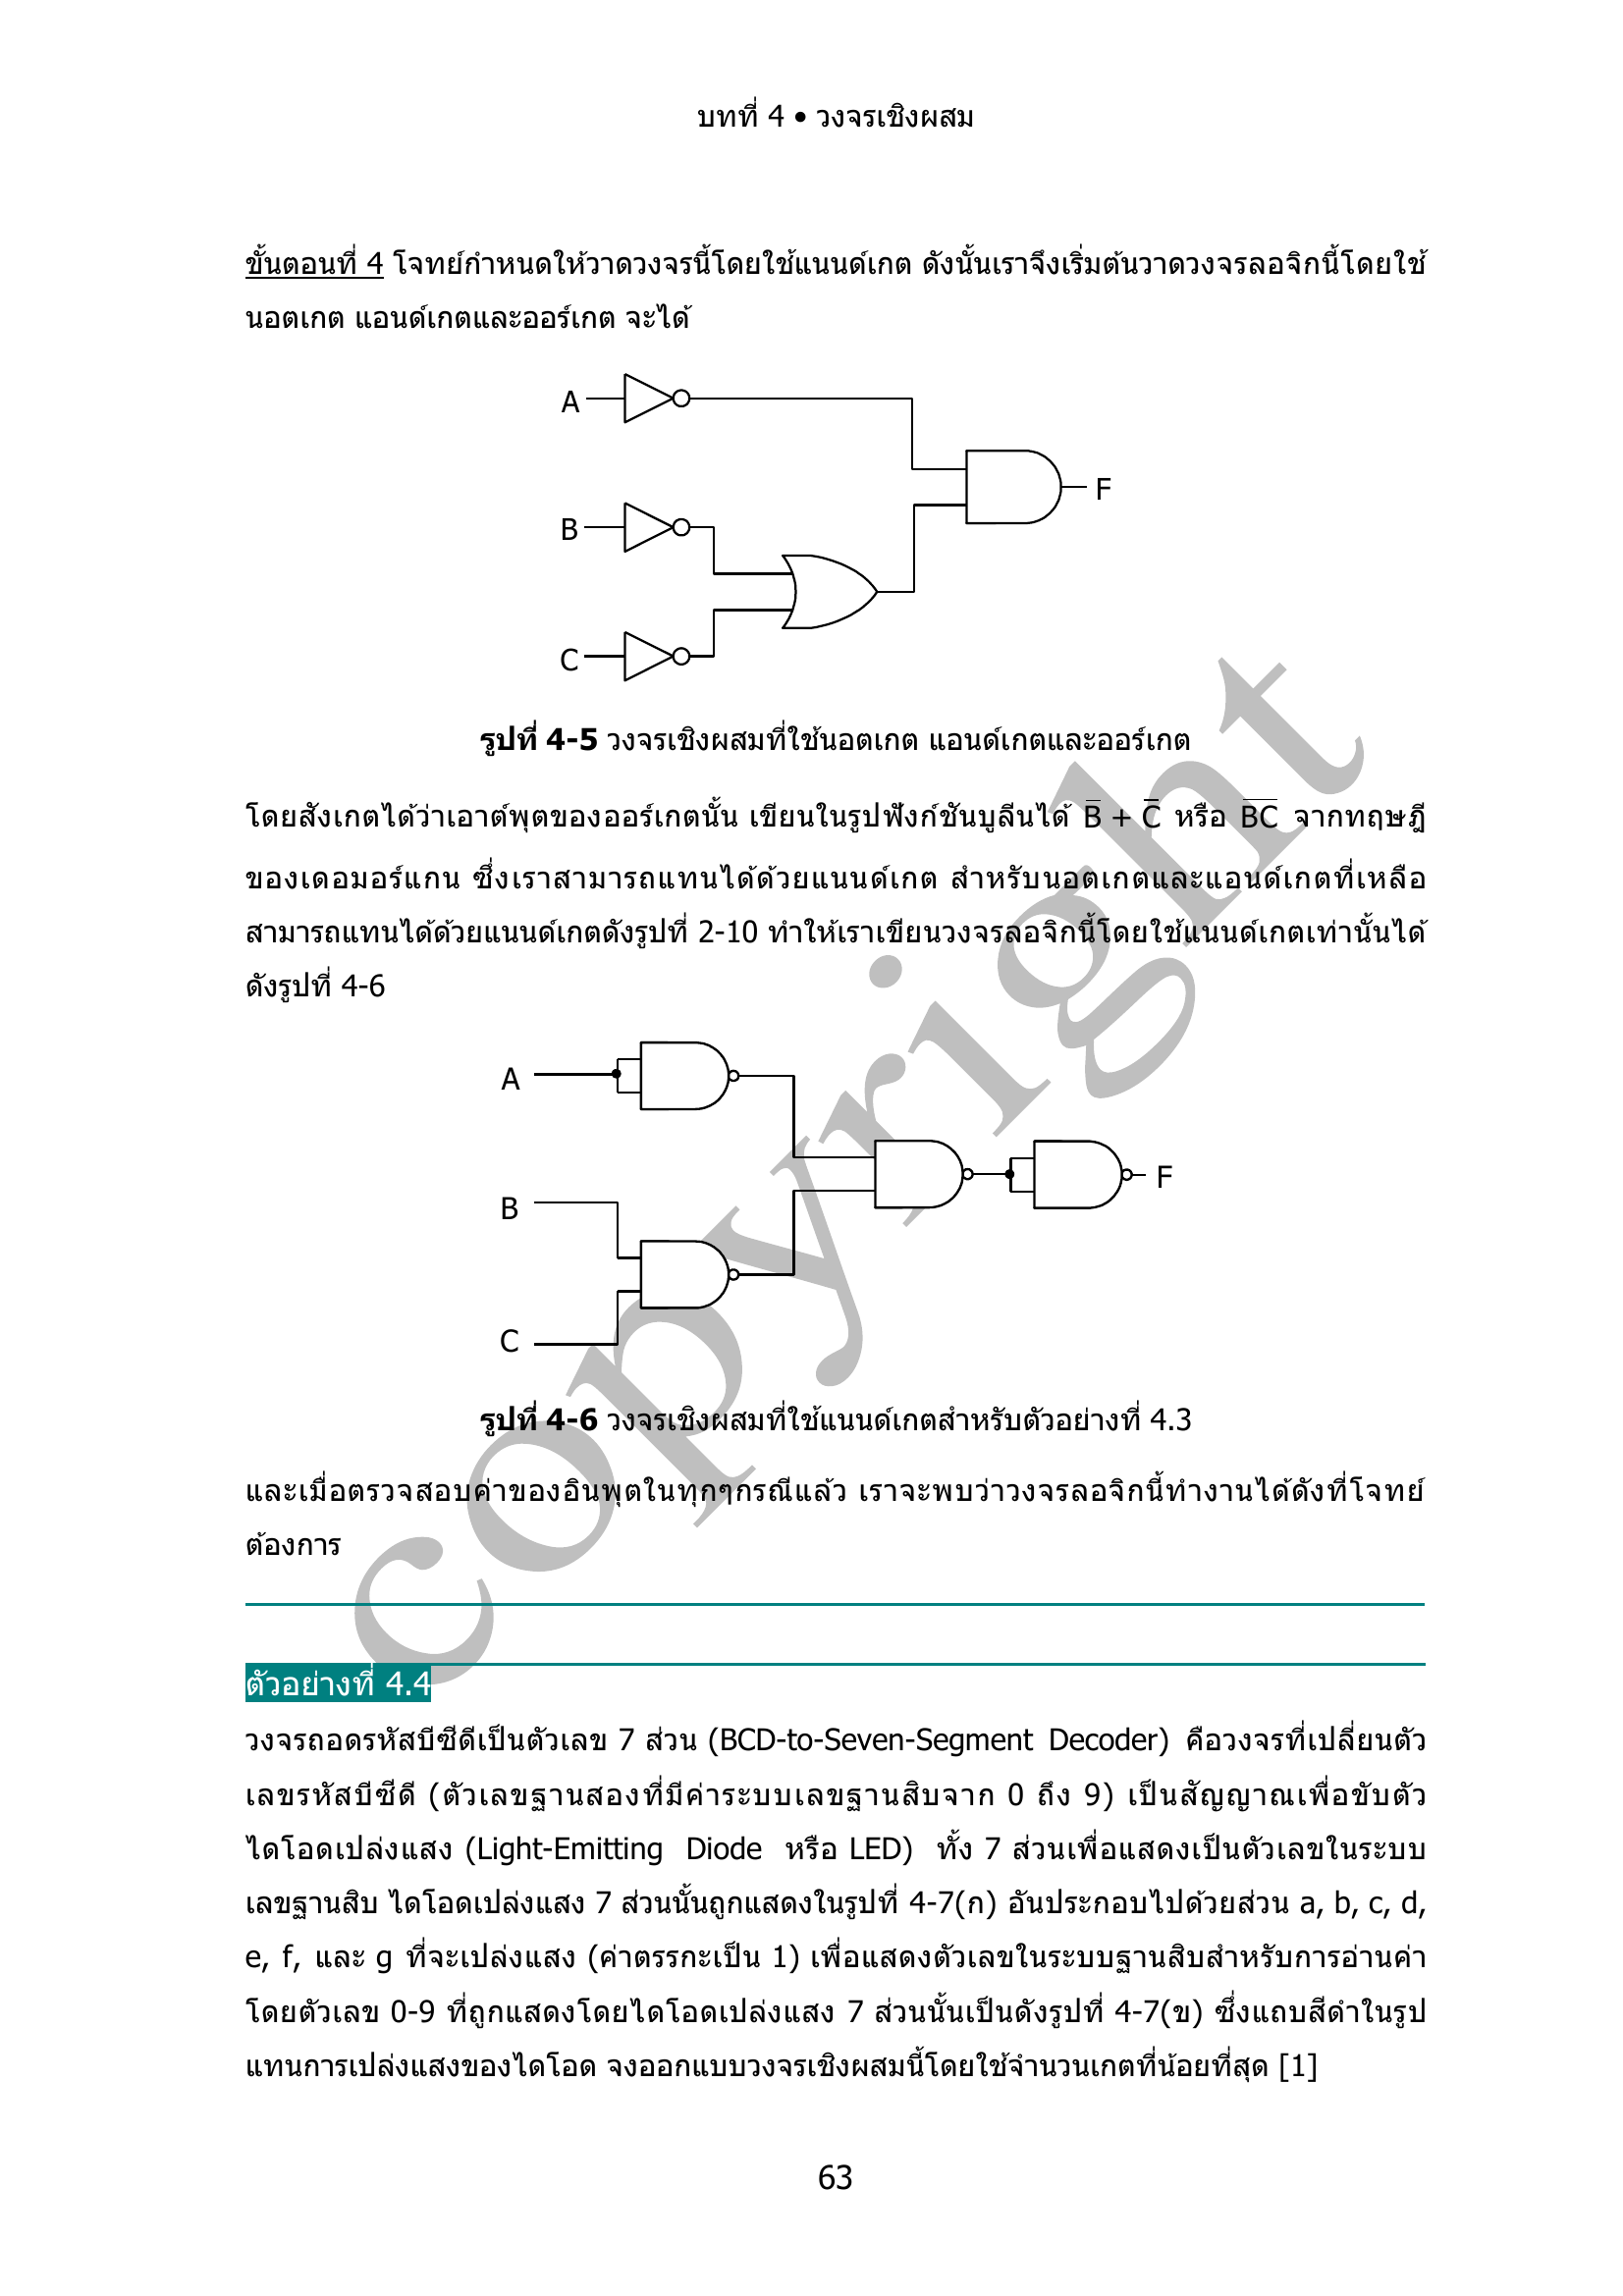 บทที่ 4 • วงจรเชิงผสม
ขั้นตอนที่ 4 โจทย์กำหนดให้วาดวงจรนี้โดยใช้แนนด์เกต ดังนั้นเราจึงเริ่มต้นวาดวงจรลอจิกนี้โดยใช้
นอตเกต แอนด์เกตและออร์เกต จะได้
A
F
B
C
รูปที่ 4-5 วงจรเชิงผสมที่ใช้นอตเกต แอนด์เกตและออร์เกต
โดยสังเกตได้ว่าเอาต์พุตของออร์เกตนั้น เขียนในรูปฟังก์ชันบูลีนได้ B̅ + C̅ หรือ B̅C̅ จากทฤษฎี
ของเดอมอร์แกน ซึ่งเราสามารถแทนได้ด้วยแนนด์เกต สำหรับนอตเกตและแอนด์เกตที่เหลือ
สามารถแทนได้ด้วยแนนด์เกตดังรูปที่ 2-10 ทำให้เราเขียนวงจรลอจิกนี้โดยใช้แนนด์เกตเท่านั้นได้
ดังรูปที่ 4-6
A
F
B
C
รูปที่ 4-6 วงจรเชิงผสมที่ใช้แนนด์เกตสำหรับตัวอย่างที่ 4.3
และเมื่อตรวจสอบค่าของอินพุตในทุกๆกรณีแล้ว เราจะพบว่าวงจรลอจิกนี้ทำงานได้ดังที่โจทย์
ต้องการ
ตัวอย่างที่ 4.4
วงจรถอดรหัสบีซีดีเป็นตัวเลข 7 ส่วน (BCD-to-Seven-Segment Decoder) คือวงจรที่เปลี่ยนตัว
เลขรหัสบีซีดี (ตัวเลขฐานสองที่มีค่าระบบเลขฐานสิบจาก 0 ถึง 9) เป็นสัญญาณเพื่อขับตัว
ไดโอดเปล่งแสง (Light-Emitting Diode หรือ LED) ทั้ง 7 ส่วนเพื่อแสดงเป็นตัวเลขในระบบ
เลขฐานสิบ ไดโอดเปล่งแสง 7 ส่วนนั้นถูกแสดงในรูปที่ 4-7(ก) อันประกอบไปด้วยส่วน a, b, c, d,
e, f, และ g ที่จะเปล่งแสง (ค่าตรรกะเป็น 1) เพื่อแสดงตัวเลขในระบบฐานสิบสำหรับการอ่านค่า
โดยตัวเลข 0-9 ที่ถูกแสดงโดยไดโอดเปล่งแสง 7 ส่วนนั้นเป็นดังรูปที่ 4-7(ข) ซึ่งแถบสีดำในรูป
แทนการเปล่งแสงของไดโอด จงออกแบบวงจรเชิงผสมนี้โดยใช้จำนวนเกตที่น้อยที่สุด [1]
63
copyright